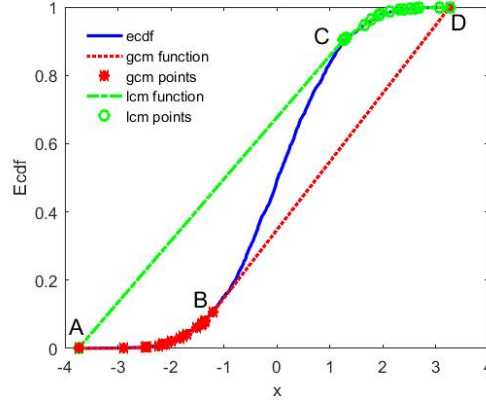 1
0.8
0.6
0.4
0.2
0
Ecdf
ecdf
gcm function
gcm points
lcm function
lcm points
A
B
C
D
-4 -3 -2 -1 0 1 2 3 4
x